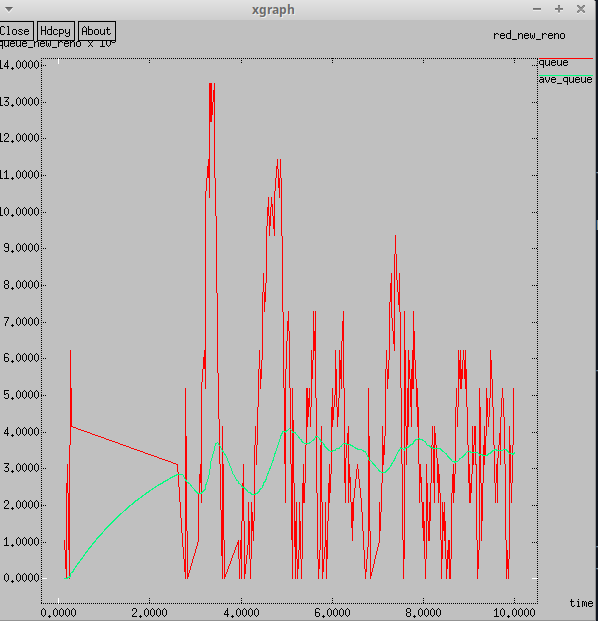 xgraph
Close Hdcpy About
red_new_reno
queue_new_reno x 10
queue
ave_queue
14.0000
13.0000
12.0000
11.0000
10.0000
9.0000
8.0000
7.0000
6.0000
5.0000
4.0000
3.0000
2.0000
1.0000
0.0000
time
0.0000 2.0000 4.0000 6.0000 8.0000 10.0000